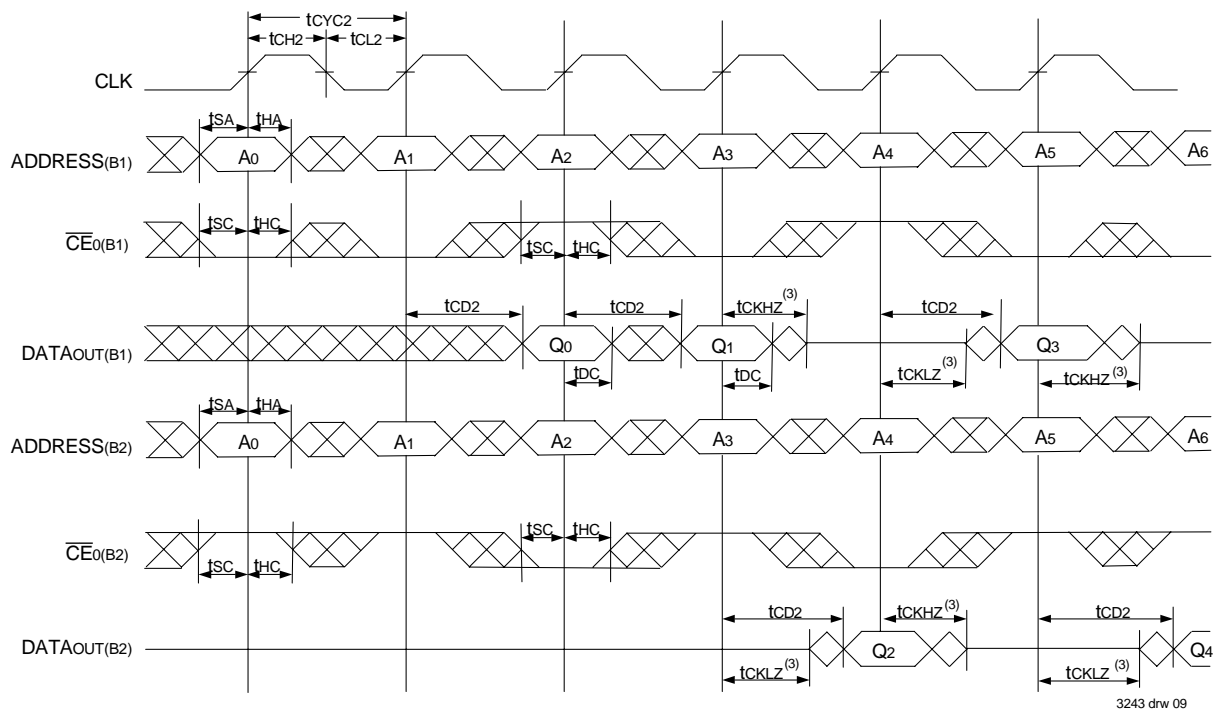 tCYC2
tCH2 tCL2
CLK
tSA tHA
ADDRESS(B1) A0 A1 A2 A3 A4 A5 A6
tSC tHC
CE0(B1)
tSC tHC
tCD2 tCD2 tCKHZ(3) tCD2
DATAOUT(B1) Q0 Q1 Q3
tDC tDC tCKLZ(3) tCKHZ(3)
tSA tHA
ADDRESS(B2) A0 A1 A2 A3 A4 A5 A6
tSC tHC
CE0(B2)
tSC tHC
tCD2 tCKHZ(3) tCD2
DATAOUT(B2) Q2 Q4
tCKLZ(3) tCKLZ(3)
3243 drw 09